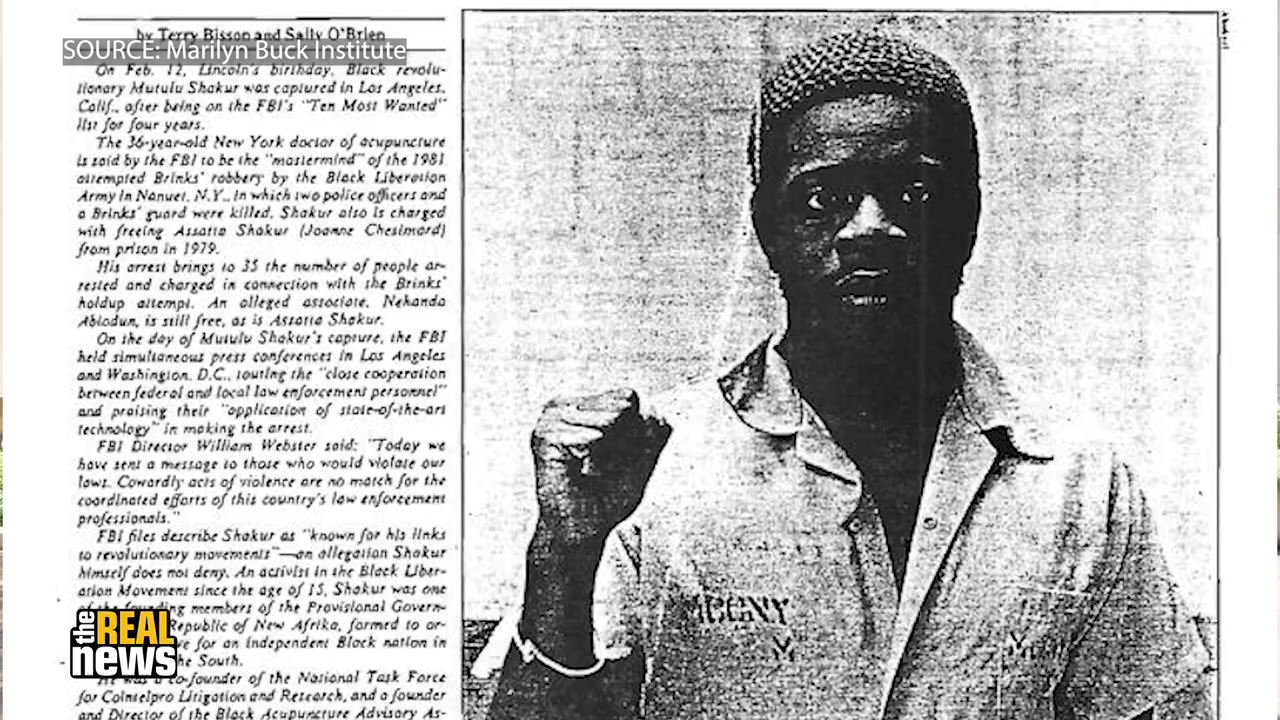 by Terry Bisson and Sally O'Brien
SOURCE: Marilyn Buck Institute
On Feb. 12, Lincoln's birthday, Black revolu-
tionary Mutulu Shakur was captured in Los Angeles,
Calif., after being on the FBI's "Ten Most Wanted"
list for four years.
The 36-year-old New York doctor of acupuncture
is said by the FBI to be the "mastermind" of the 1981
attempted Brinks' robbery by the Black Liberation
Army in Nanuet, N.Y., in which two police officers and
a Brinks' guard were killed. Shakur also is charged
with freeing Assatta Shakur (Joanne Chesimard)
from prison in 1979.
His arrest brings to 35 the number of people ar-
rested and charged in connection with the Brinks'
holdup attempt. An alleged associate, Nehanda
Abiodun, is still free, as is Assatta Shakur.
On the day of Mutulu Shakur's capture, the FBI
held simultaneous press conferences in Los Angeles
and Washington, D.C., touting the "close cooperation
between federal and local law enforcement personnel"
and praising their "application of state-of-the-art
technology" in making the arrest.
FBI Director William Webster said: "Today we
have sent a message to those who would violate our
laws. Cowardly acts of violence are no match for the
coordinated efforts of this country's law enforcement
professionals."
FBI files describe Shakur as "known for his links
to revolutionary movements"—an allegation Shakur
himself does not deny. An activist in the Black Liber-
ation Movement since the age of 15, Shakur was one
of the founding members of the Provisional Govern-
Republic of New Afrika, formed to or-
for an independent Black nation in
the South.
He was a co-founder of the National Task Force
for Cointelpro Litigation and Research, and a founder
and Director of the Black Acupuncture Advisory As-
the REAL news